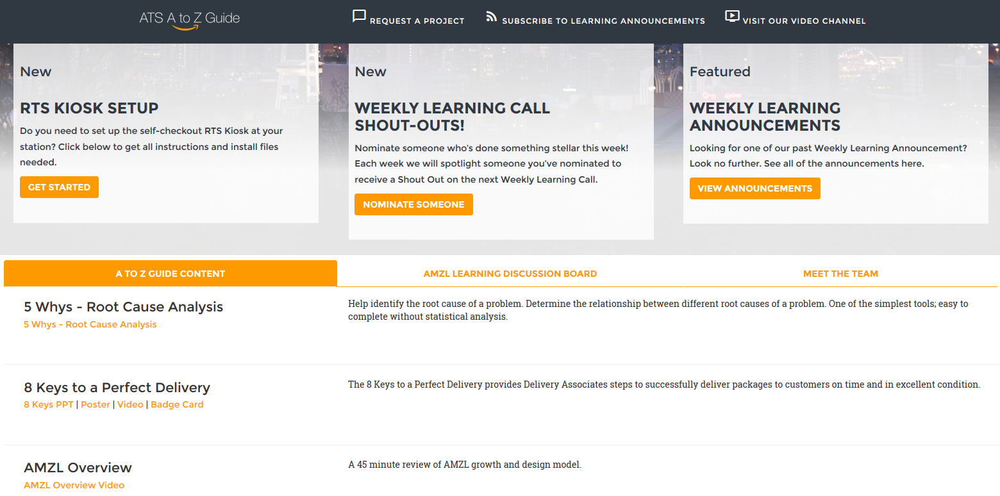 ATS A to Z Guide
REQUEST A PROJECT
SUBSCRIBE TO LEARNING ANNOUNCEMENTS
VISIT OUR VIDEO CHANNEL
New
RTS KIOSK SETUP
Do you need to set up the self-checkout RTS Kiosk at your
station? Click below to get all instructions and install files
needed.
GET STARTED
New
WEEKLY LEARNING CALL
SHOUT-OUTS!
Nominate someone who's done something stellar this week!
Each week we will spotlight someone you've nominated to
receive a Shout Out on the next Weekly Learning Call.
NOMINATE SOMEONE
Featured
WEEKLY LEARNING
ANNOUNCEMENTS
Looking for one of our past Weekly Learning Announcement?
Look no further. See all of the announcements here.
VIEW ANNOUNCEMENTS
A TO Z GUIDE CONTENT
AMZL LEARNING DISCUSSION BOARD
MEET THE TEAM
5 Whys - Root Cause Analysis
5 Whys - Root Cause Analysis
Help identify the root cause of a problem. Determine the relationship between different root causes of a problem. One of the simplest tools; easy to
complete without statistical analysis.
8 Keys to a Perfect Delivery
8 Keys PPT | Poster | Video | Badge Card
The 8 Keys to a Perfect Delivery provides Delivery Associates steps to successfully deliver packages to customers on time and in excellent condition.
AMZL Overview
AMZL Overview Video
A 45 minute review of AMZL growth and design model.